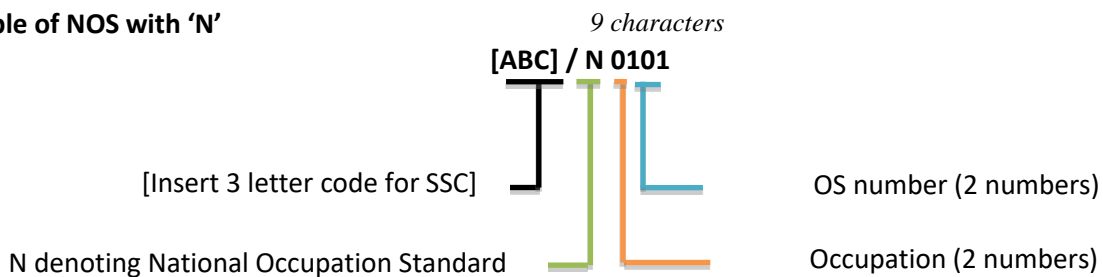 ple of NOS with ‘N’ 9 characters
[ABC] / N 0101
[Insert 3 letter code for SSC] OS number (2 numbers)
N denoting National Occupation Standard Occupation (2 numbers)